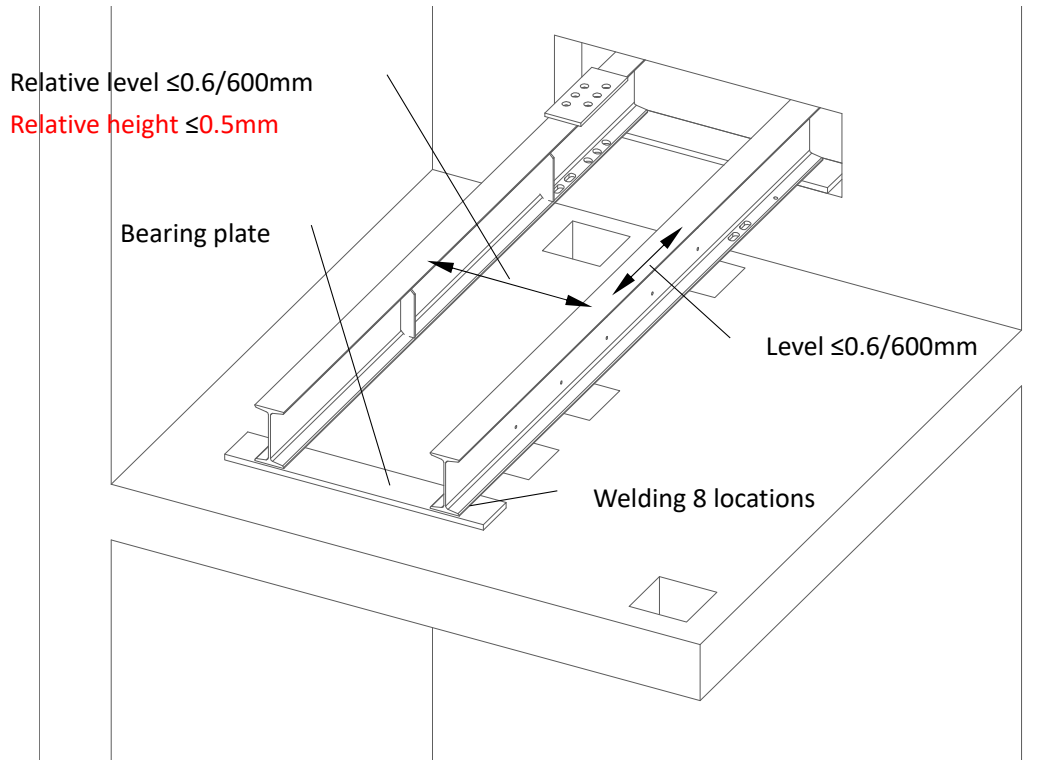 Relative level ≤0.6/600mm
Relative height ≤0.5mm
Bearing plate
Level ≤0.6/600mm
Welding 8 locations